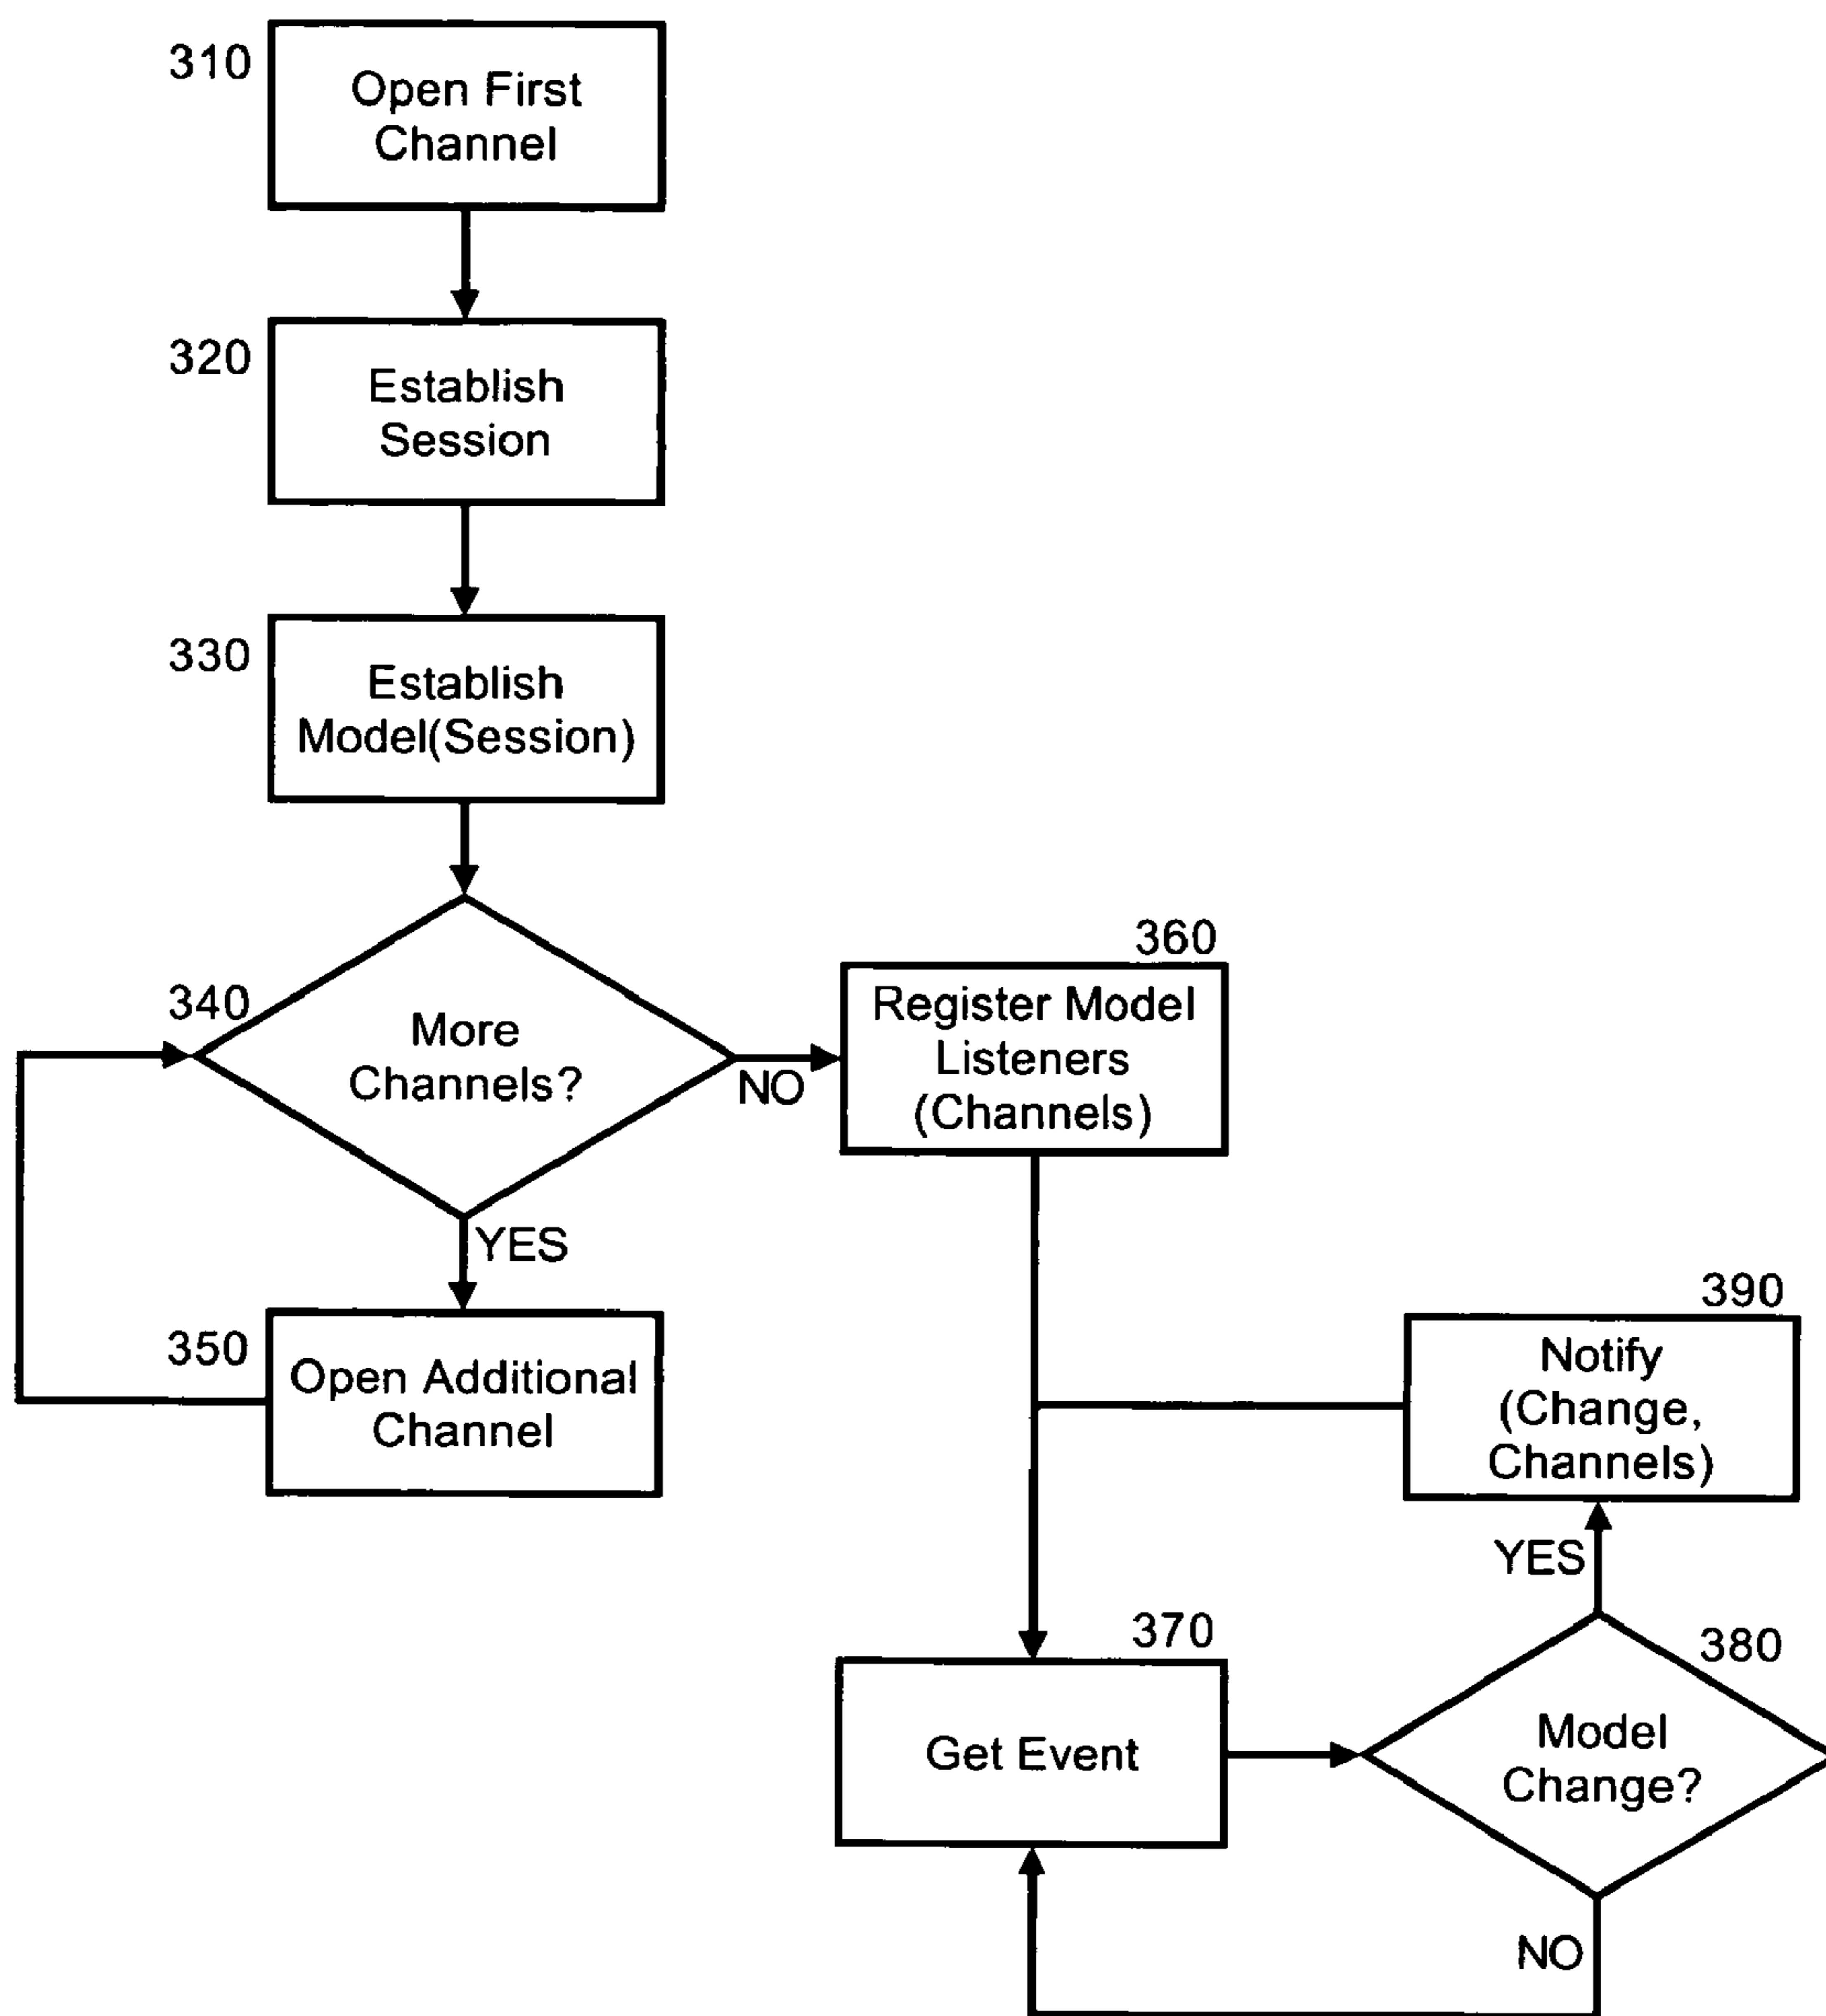 310
Open First
Channel
320
Establish
Session
330
Establish
Model(Session)
340
More
Channels?
NO
YES
350
Open Additional
Channel
360
Register Model
Listeners
(Channels)
390
Notify
(Change,
Channels)
YES
370
Get Event
380
Model
Change?
NO